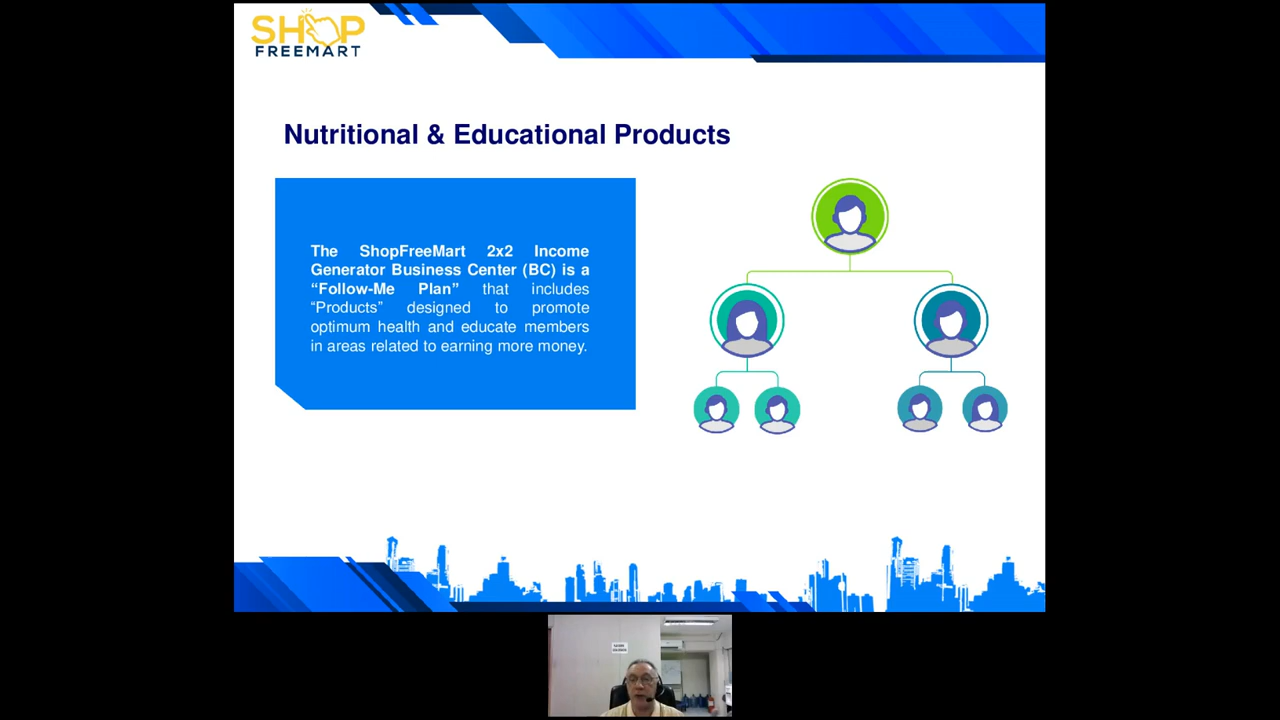 SHOP
FREEMART
Nutritional & Educational Products
The ShopFreeMart 2x2 Income
Generator Business Center (BC) is a
“Follow-Me Plan” that includes
“Products” designed to promote
optimum health and educate members
in areas related to earning more money.